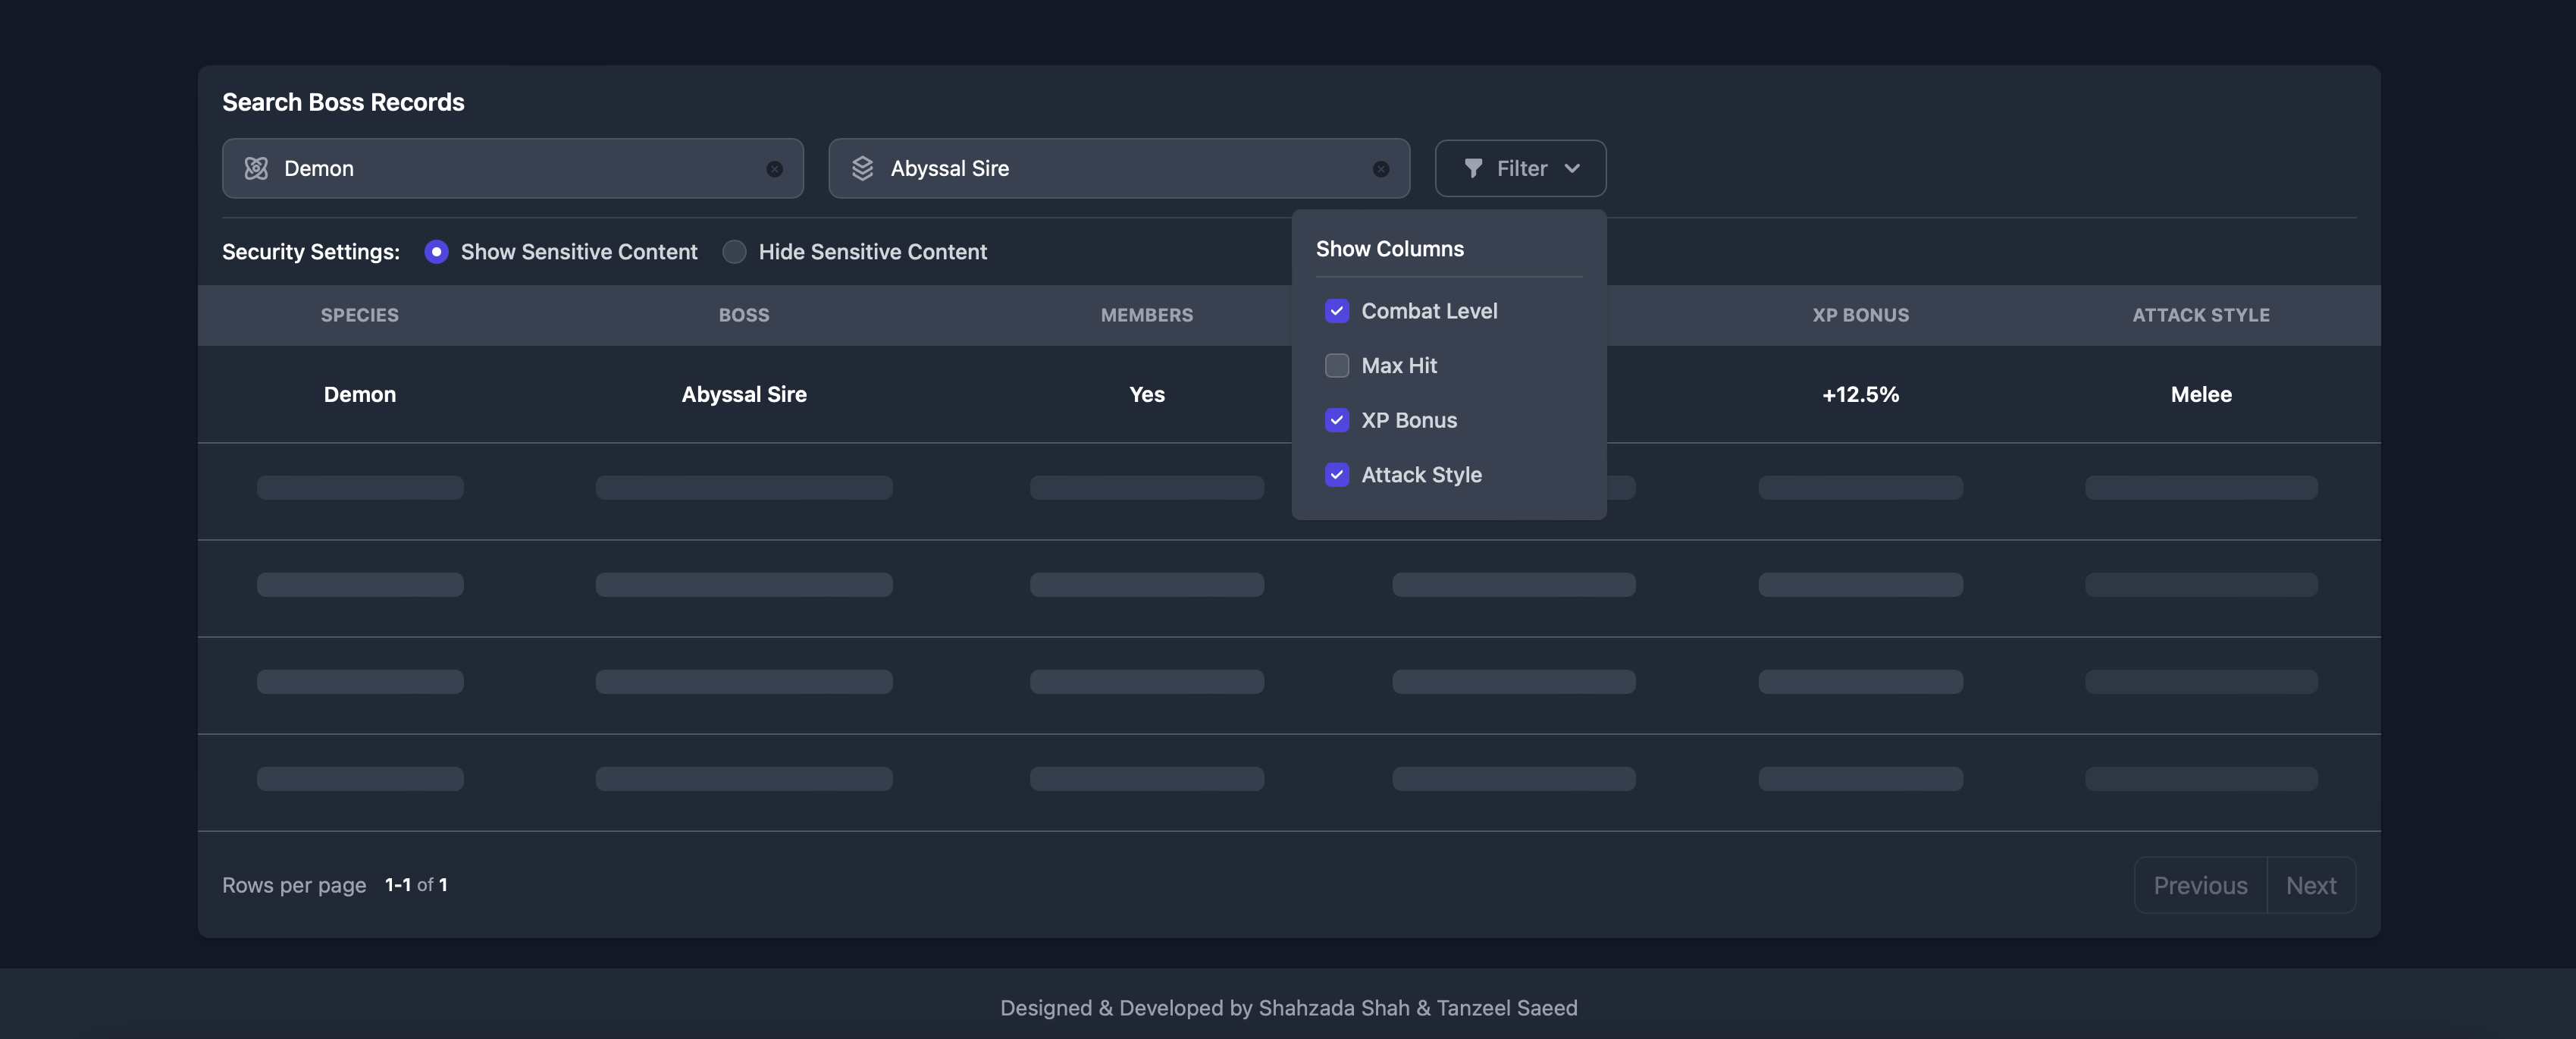 Search Boss Records
Demon
Abyssal Sire
Filter
Security Settings: Show Sensitive Content Hide Sensitive Content
Show Columns
Combat Level
Max Hit
XP Bonus
Attack Style
SPECIES BOSS MEMBERS XP BONUS ATTACK STYLE
Demon Abyssal Sire Yes +12.5% Melee
Rows per page 1-1 of 1
Previous Next
Designed & Developed by Shahzada Shah & Tanzeel Saeed